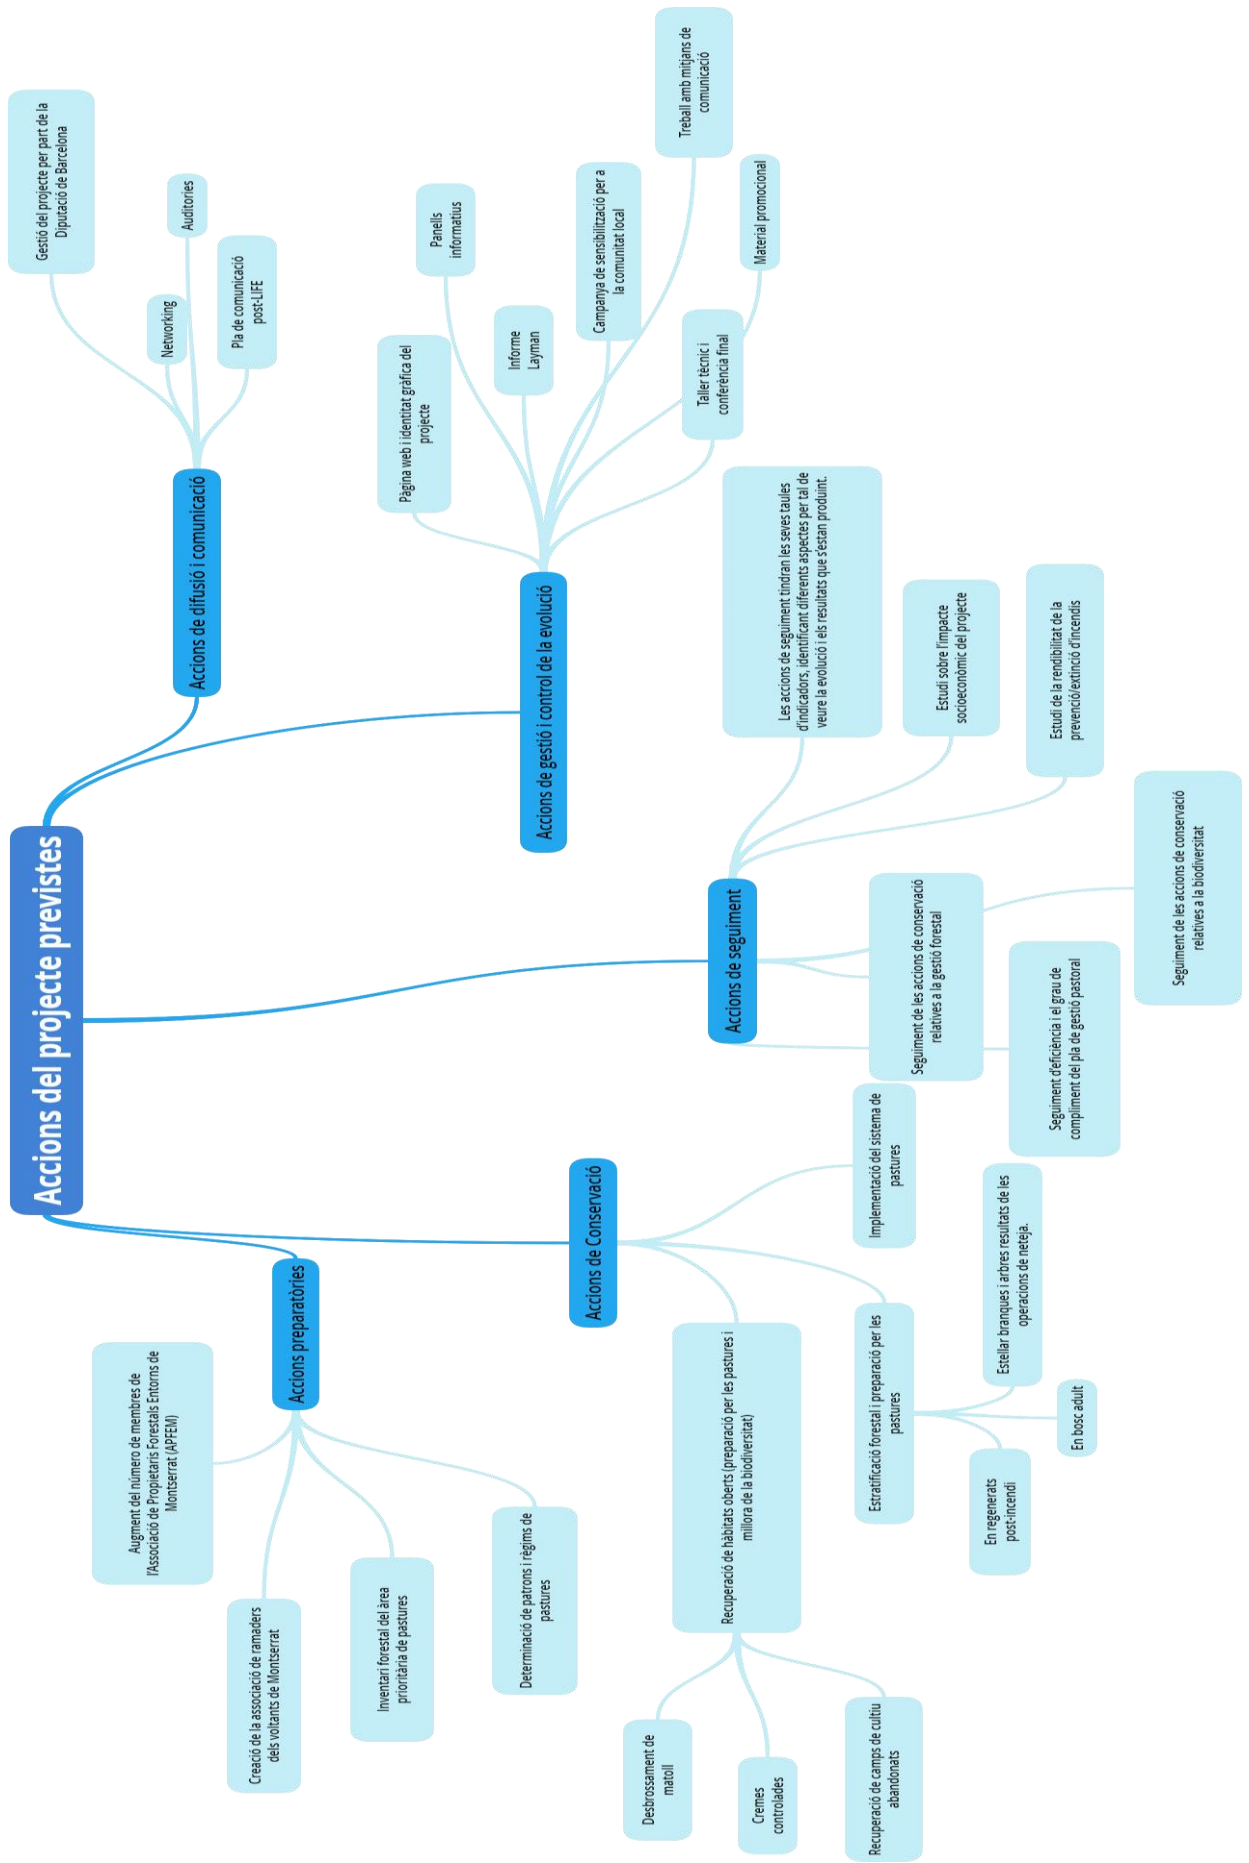 Accions del projecte previstes
Accions preparatòries
Augment del número de membres de
l'Associació de Propietaris Forestals Entorns de
Montserrat (APFEM)
Creació de la associació de ramaders
dels voltants de Montserrat
Inventari forestal del àrea
prioritària de pastures
Determinació de patrons i règims de
pastures
Accions de Conservació
Recuperació de hàbitats oberts (preparació per les pastures i
millora de la biodiversitat)
Desbrossament de
matoll
Cremes
controlades
Recuperació de camps de cultiu
abandonats
Estratificació forestal i preparació per les
pastures
En regenerats
post-incendi
En bosc adult
Estellar branques i arbres resultats de les
operacions de neteja.
Implementació del sistema de
pastures
Accions de seguiment
Seguiment d'eficiència i el grau de
compliment del pla de gestió pastoral
Seguiment de les accions de conservació
relatives a la gestió forestal
Seguiment de les accions de conservació
relatives a la biodiversitat
Estudi de la rendibilitat de la
prevenció/extinció d'incendis
Estudi sobre l'impacte
socioeconòmic del projecte
Les accions de seguiment tindran les seves taules
d'indicadors, identificant diferents aspectes per tal de
veure la evolució i els resultats que s'estan produint.
Accions de gestió i control de la evolució
Pàgina web i identitat gràfica del
projecte
Panells
informatius
Informe
Layman
Campanya de sensibilització per a
la comunitat local
Treball amb mitjans de
comunicació
Taller tècnic i
conferència final
Material promocional
Accions de difusió i comunicació
Gestió del projecte per part de la
Diputació de Barcelona
Networking
Auditories
Pla de comunicació
post-LIFE